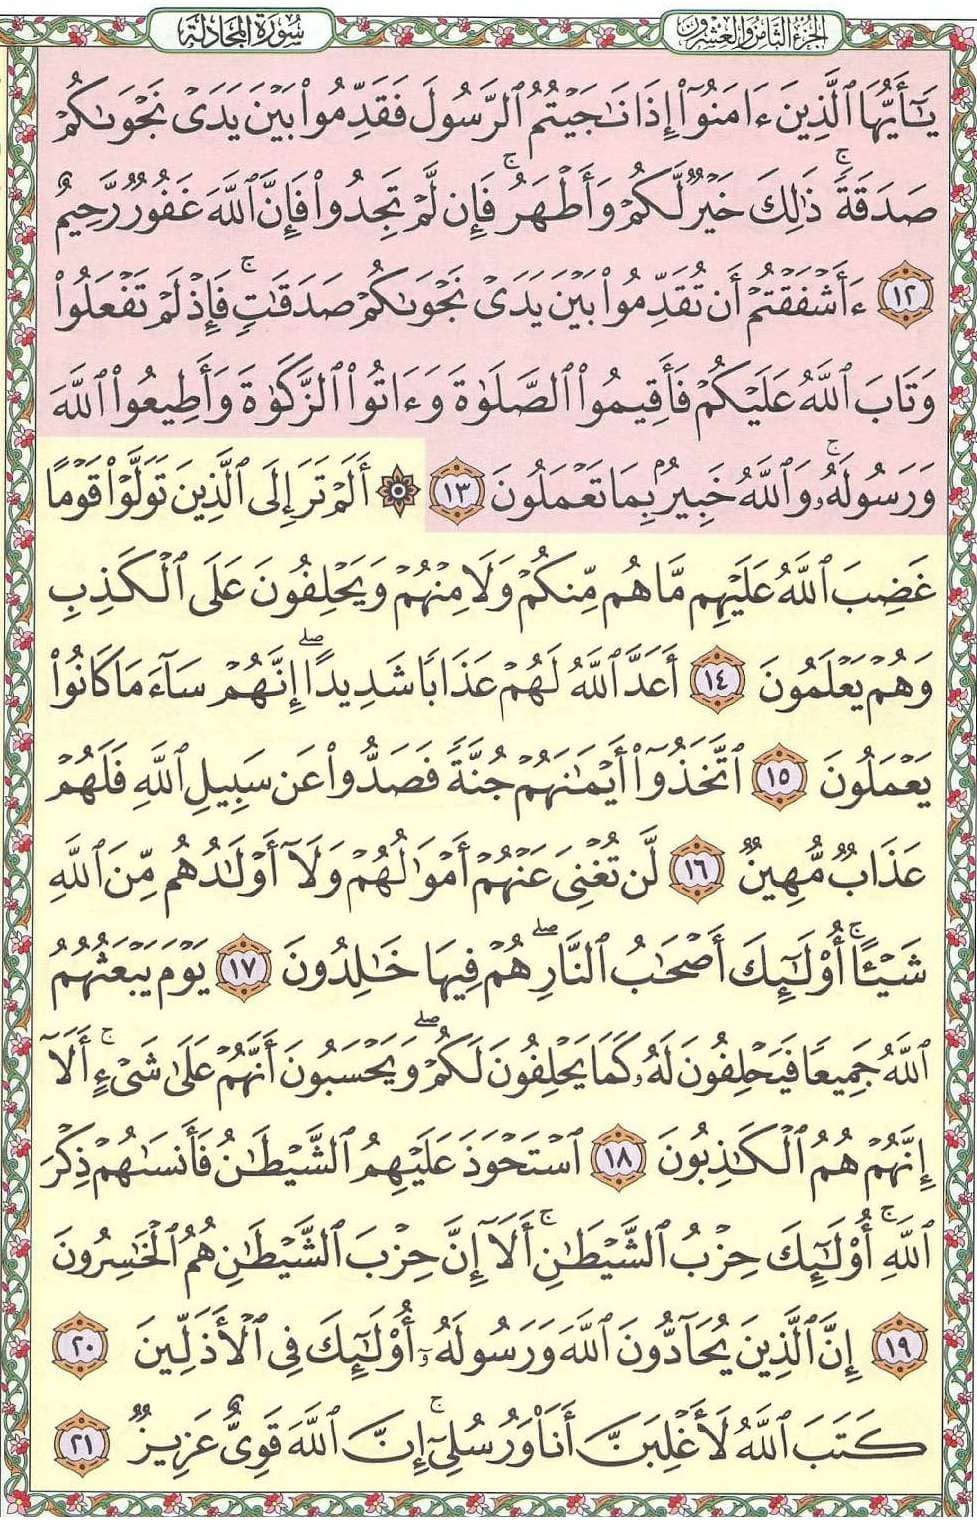 الجزء الثامن والعشرون
سورة المجادلة
يَٰٓأَيُّهَا ٱلَّذِينَ ءَامَنُوٓا۟ إِذَا نَٰجَيْتُمُ ٱلرَّسُولَ فَقَدِّمُوا۟ بَيْنَ يَدَىْ نَجْوَىٰكُمْ
صَدَقَةً ۚ ذَٰلِكَ خَيْرٌ لَّكُمْ وَأَطْهَرُ ۚ فَإِن لَّمْ تَجِدُوا۟ فَإِنَّ ٱللَّهَ غَفُورٌ رَّحِيمٌ
١٢ ءَأَشْفَقْتُمْ أَن تُقَدِّمُوا۟ بَيْنَ يَدَىْ نَجْوَىٰكُمْ صَدَقَٰتٍ ۚ فَإِذْ لَمْ تَفْعَلُوا۟
وَتَابَ ٱللَّهُ عَلَيْكُمْ فَأَقِيمُوا۟ ٱلصَّلَوٰةَ وَءَاتُوا۟ ٱلزَّكَوٰةَ وَأَطِيعُوا۟ ٱللَّهَ
وَرَسُولَهُۥ ۚ وَٱللَّهُ خَبِيرٌۢ بِمَا تَعْمَلُونَ ١٣ ۞ أَلَمْ تَرَ إِلَى ٱلَّذِينَ تَوَلَّوْا۟ قَوْمًا
غَضِبَ ٱللَّهُ عَلَيْهِم مَّا هُم مِّنكُمْ وَلَا مِنْهُمْ وَيَحْلِفُونَ عَلَى ٱلْكَذِبِ
وَهُمْ يَعْلَمُونَ ١٤ أَعَدَّ ٱللَّهُ لَهُمْ عَذَابًا شَدِيدًا ۖ إِنَّهُمْ سَآءَ مَا كَانُوا۟
يَعْمَلُونَ ١٥ ٱتَّخَذُوٓا۟ أَيْمَٰنَهُمْ جُنَّةً فَصَدُّوا۟ عَن سَبِيلِ ٱللَّهِ فَلَهُمْ
عَذَابٌ مُّهِينٌ ١٦ لَّن تُغْنِىَ عَنْهُمْ أَمْوَٰلُهُمْ وَلَآ أَوْلَٰدُهُم مِّنَ ٱللَّهِ
شَيْـًٔا ۚ أُو۟لَٰٓئِكَ أَصْحَٰبُ ٱلنَّارِ ۖ هُمْ فِيهَا خَٰلِدُونَ ١٧ يَوْمَ يَبْعَثُهُمُ
ٱللَّهُ جَمِيعًا فَيَحْلِفُونَ لَهُۥ كَمَا يَحْلِفُونَ لَكُمْ ۖ وَيَحْسَبُونَ أَنَّهُمْ عَلَىٰ شَىْءٍ ۚ أَلَآ
إِنَّهُمْ هُمُ ٱلْكَٰذِبُونَ ١٨ ٱسْتَحْوَذَ عَلَيْهِمُ ٱلشَّيْطَٰنُ فَأَنسَىٰهُمْ ذِكْرَ
ٱللَّهِ ۚ أُو۟لَٰٓئِكَ حِزْبُ ٱلشَّيْطَٰنِ ۚ أَلَآ إِنَّ حِزْبَ ٱلشَّيْطَٰنِ هُمُ ٱلْخَٰسِرُونَ
١٩ إِنَّ ٱلَّذِينَ يُحَآدُّونَ ٱللَّهَ وَرَسُولَهُۥٓ أُو۟لَٰٓئِكَ فِى ٱلْأَذَلِّينَ ٢٠
كَتَبَ ٱللَّهُ لَأَغْلِبَنَّ أَنَا۠ وَرُسُلِىٓ ۚ إِنَّ ٱللَّهَ قَوِىٌّ عَزِيزٌ ٢١